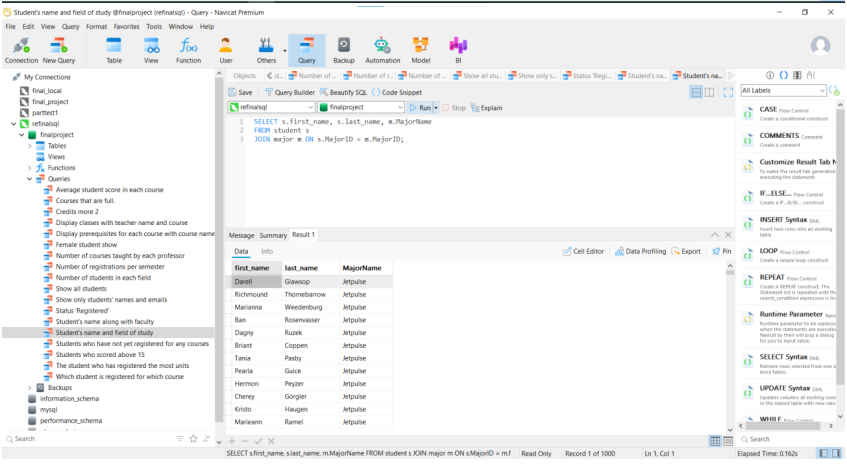 Student's name and field of study @finalproject (refinalsql) - Query - Navicat Premium
File Edit View Query Format Favorites Tools Window Help
Connection New Query Table View Function User Others Query Backup Automation Model BI
My Connections
final_local
final_project
parttest1
refinalsql
finalproject
Tables
Views
Functions
Queries
Average student score in each course
Courses that are full.
Credits more 2
Display classes with teacher name and course
Display prerequisites for each course with course name
Female student show
Number of courses taught by each professor
Number of registrations per semester
Number of students in each field
Show all students
Show only students' names and emails
Status 'Registered'
Student's name along with faculty
Student's name and field of study
Students who have not yet registered for any courses
Students who scored above 15
The student who has registered the most units
Which student is registered for which course
Backups
information_schema
mysql
performance_schema
Search
Objects d... Number of ... Number of r... Number of ... Show all stu... Show only s... Status 'Regi... Student's na... Student's na...
Save Query Builder Beautify SQL () Code Snippet
refinalsql finalproject Run Stop Explain
1 SELECT s.first_name, s.last_name, m.MajorName
2 FROM student s
3 JOIN major m ON s.MajorID = m.MajorID;
Message Summary Result 1
Data Info Cell Editor Data Profiling Export Pin
first_name last_name MajorName
Darell Glawsop Jetpulse
Richmound Thornebarrow Jetpulse
Marianna Weedenburg Jetpulse
Ban Rosenvasser Jetpulse
Dagny Ruzek Jetpulse
Briant Coppen Jetpulse
Tania Pasby Jetpulse
Pearla Guice Jetpulse
Hermon Peyzer Jetpulse
Cherey Gorgler Jetpulse
Kristo Haugen Jetpulse
Marieann Ramel Jetpulse
SELECT s.first_name, s.last_name, m.MajorName FROM student s JOIN major m ON s.MajorID = m.M Read Only Record 1 of 1000 Ln 1, Col 1 Elapsed Time: 0.162s
All Labels
CASE Flow Control
Create a conditional construct
COMMENTS Comment
Create a comment
Customize Result Tab N
To name the result tab generated
executing the statement.
IF...ELSE... Flow Control
Create a IF...ELSE... construct
INSERT Syntax DML
Insert new rows into an existing
table
LOOP Flow Control
Create a simple loop construct
REPEAT Flow Control
Create A REPEAT construct. The
Statement list is repeated until the
search_condition expression is tru
Runtime Parameter Navi
Runtime parameter to be replaces
when the statements are executed
Navicat by then will pop a dialog
for you to input value.
SELECT Syntax DML
Retrieve rows selected from one o
more tables
UPDATE Syntax DML
Updates columns of existing rows
in the named table with new valu
WHILE Flow Control
Search